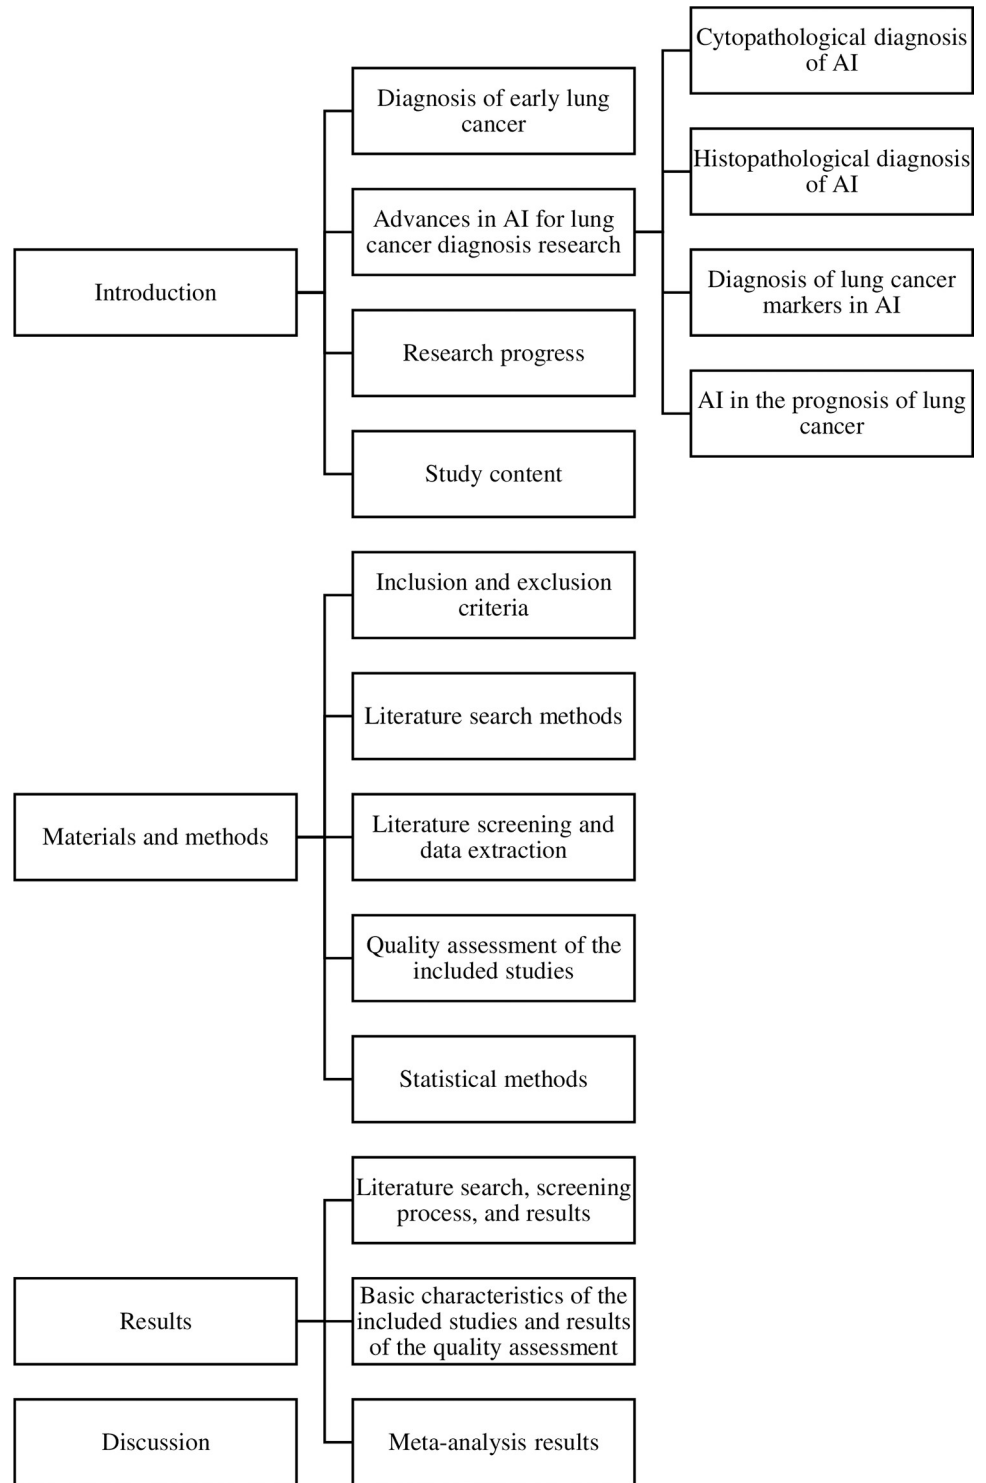 Introduction
Diagnosis of early lung
cancer
Advances in AI for lung
cancer diagnosis research
Cytopathological diagnosis
of AI
Histopathological diagnosis
of AI
Diagnosis of lung cancer
markers in AI
AI in the prognosis of lung
cancer
Research progress
Study content
Materials and methods
Inclusion and exclusion
criteria
Literature search methods
Literature screening and
data extraction
Quality assessment of the
included studies
Statistical methods
Results
Literature search, screening
process, and results
Basic characteristics of the
included studies and results
of the quality assessment
Meta-analysis results
Discussion